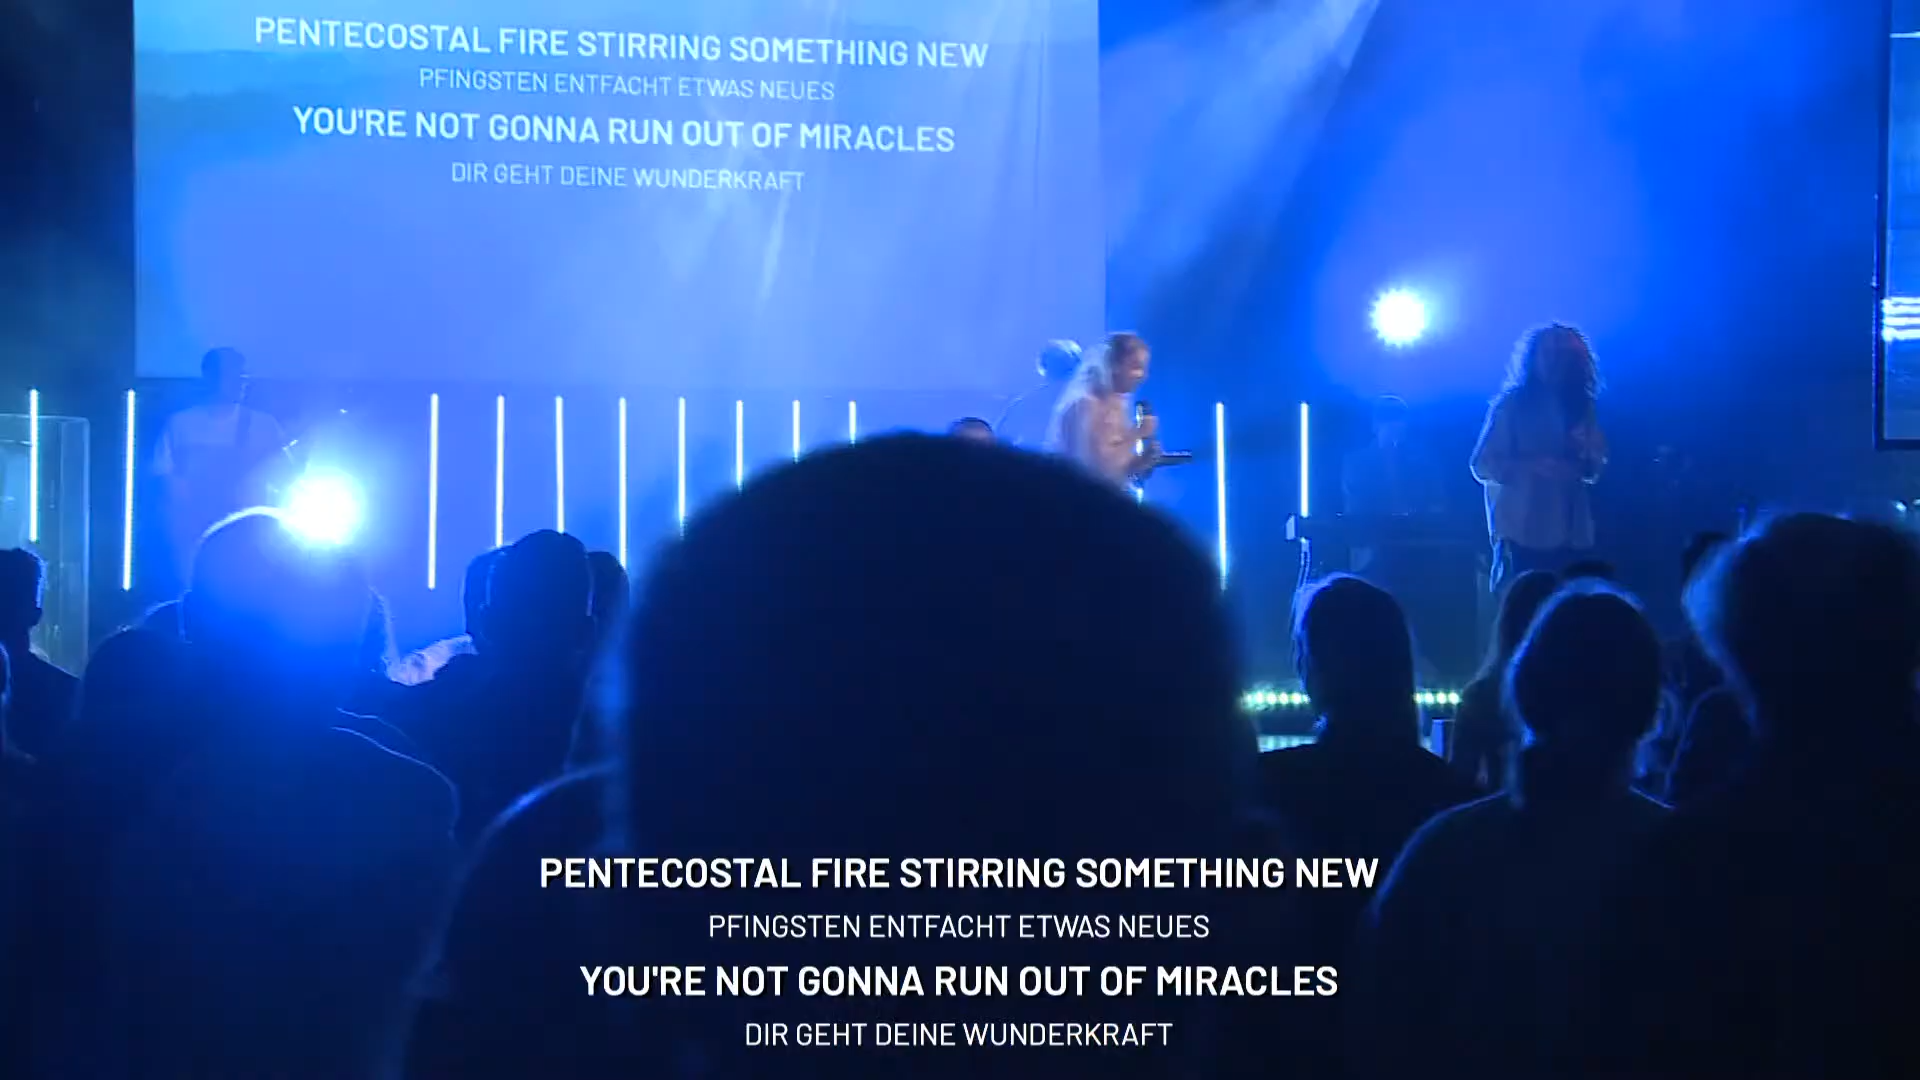 PENTECOSTAL FIRE STIRRING SOMETHING NEW
PFINGSTEN ENTFACHT ETWAS NEUES
YOU'RE NOT GONNA RUN OUT OF MIRACLES
DIR GEHT DEINE WUNDERKRAFT
PENTECOSTAL FIRE STIRRING SOMETHING NEW
PFINGSTEN ENTFACHT ETWAS NEUES
YOU'RE NOT GONNA RUN OUT OF MIRACLES
DIR GEHT DEINE WUNDERKRAFT